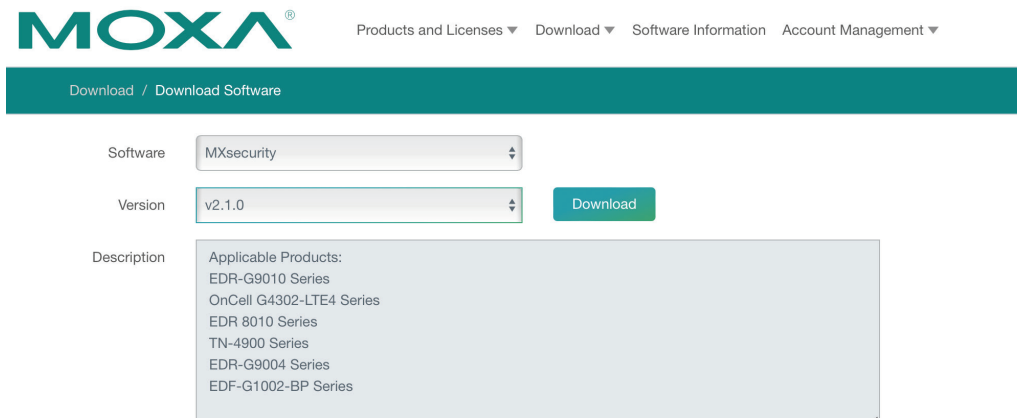 MOXA®
Products and Licenses ▼ Download ▼ Software Information Account Management ▼
Download / Download Software
Software MXsecurity
Version v2.1.0 Download
Description Applicable Products:
EDR-G9010 Series
OnCell G4302-LTE4 Series
EDR 8010 Series
TN-4900 Series
EDR-G9004 Series
EDF-G1002-BP Series